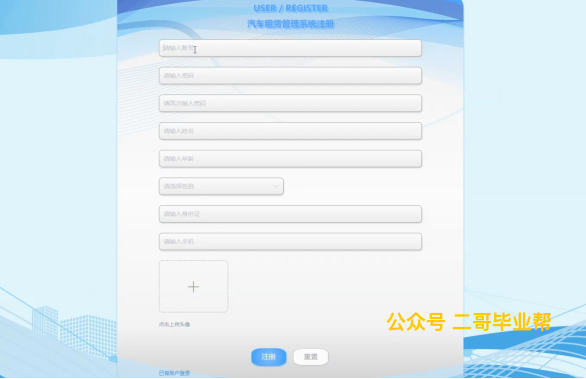 USER / REGISTER
汽车租赁管理系统注册
请输入账号
请输入密码
请再次输入密码
请输入姓名
请输入年龄
请选择性别
请输入身份证
请输入手机
点击上传头像
公众号 二哥毕业帮
注册
重置
已有账户登录